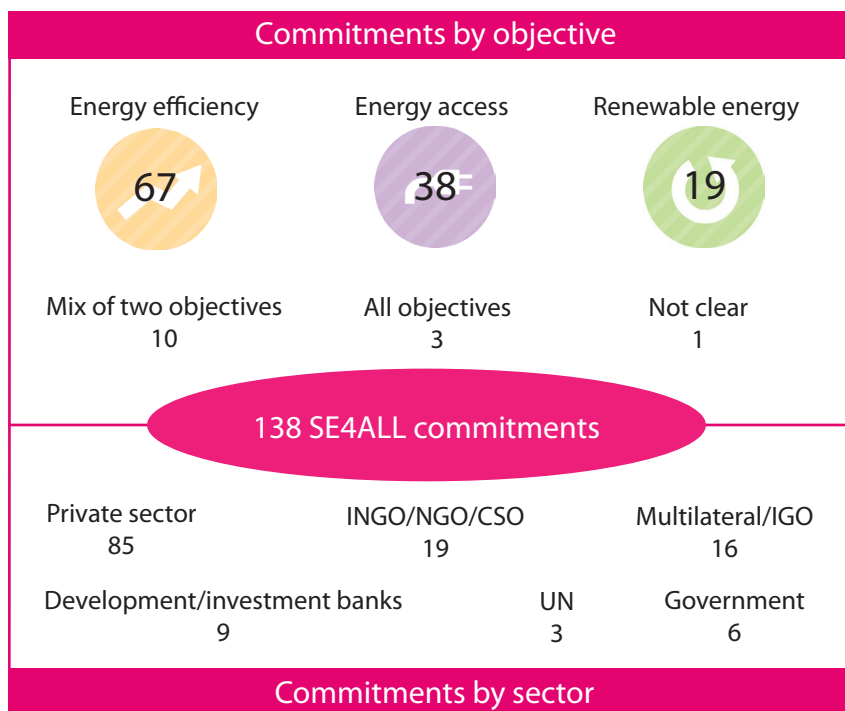 Commitments by objective
Energy efficiency
Energy access
Renewable energy
67
38
19
Mix of two objectives
All objectives
Not clear
10
3
1
138 SE4ALL commitments
Private sector
INGO/NGO/CSO
Multilateral/IGO
85
19
16
Development/investment banks
UN
Government
9
3
6
Commitments by sector